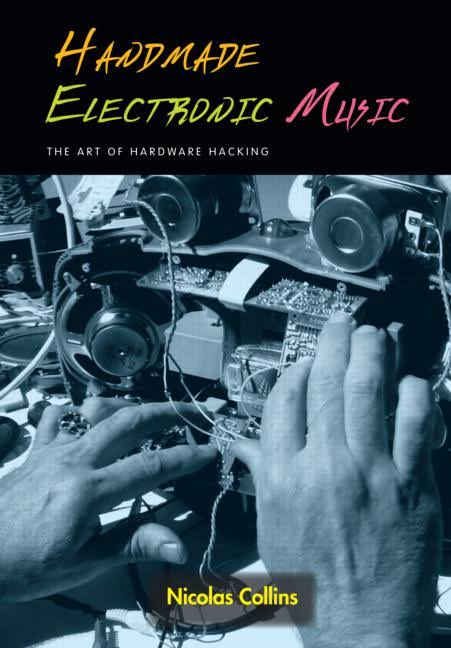 HANDMADE
ELECTRONIC MUSIC
THE ART OF HARDWARE HACKING
Nicolas Collins